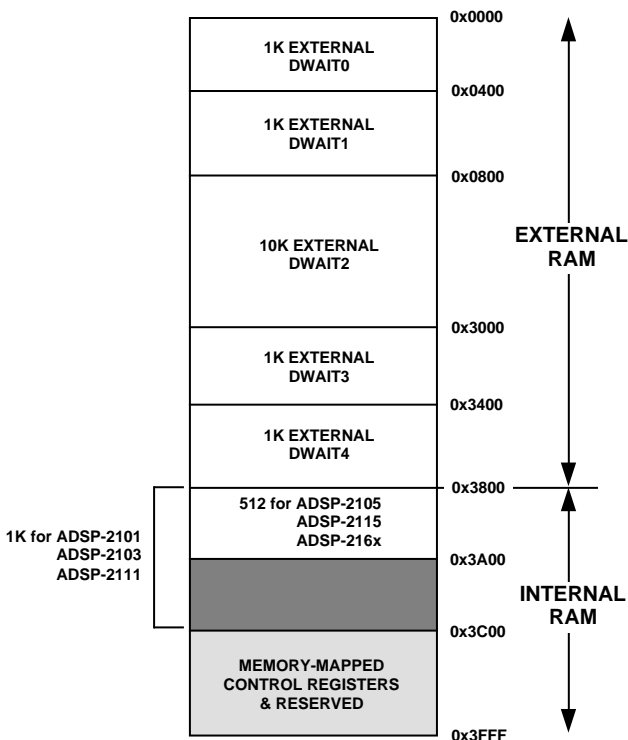 0x0000
1K EXTERNAL
DWAIT0
0x0400
1K EXTERNAL
DWAIT1
0x0800
10K EXTERNAL
DWAIT2
EXTERNAL
RAM
0x3000
1K EXTERNAL
DWAIT3
0x3400
1K EXTERNAL
DWAIT4
0x3800
512 for ADSP-2105
ADSP-2115
ADSP-216x
1K for ADSP-2101
ADSP-2103
ADSP-2111
0x3A00
INTERNAL
RAM
0x3C00
MEMORY-MAPPED
CONTROL REGISTERS
& RESERVED
0x3FFF